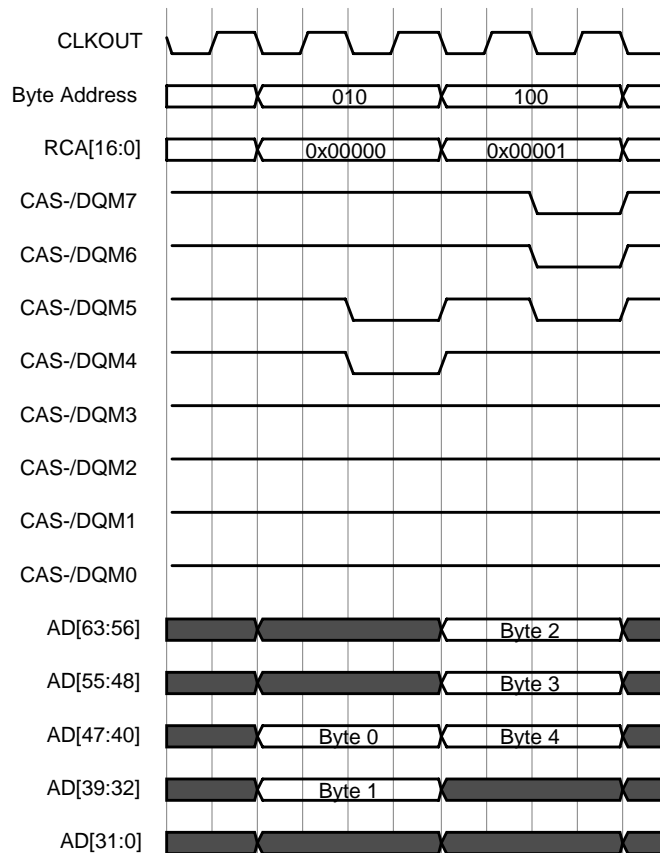 CLKOUT
Byte Address 010 100
RCA[16:0] 0x00000 0x00001
CAS-/DQM7
CAS-/DQM6
CAS-/DQM5
CAS-/DQM4
CAS-/DQM3
CAS-/DQM2
CAS-/DQM1
CAS-/DQM0
AD[63:56] Byte 2
AD[55:48] Byte 3
AD[47:40] Byte 0 Byte 4
AD[39:32] Byte 1
AD[31:0]